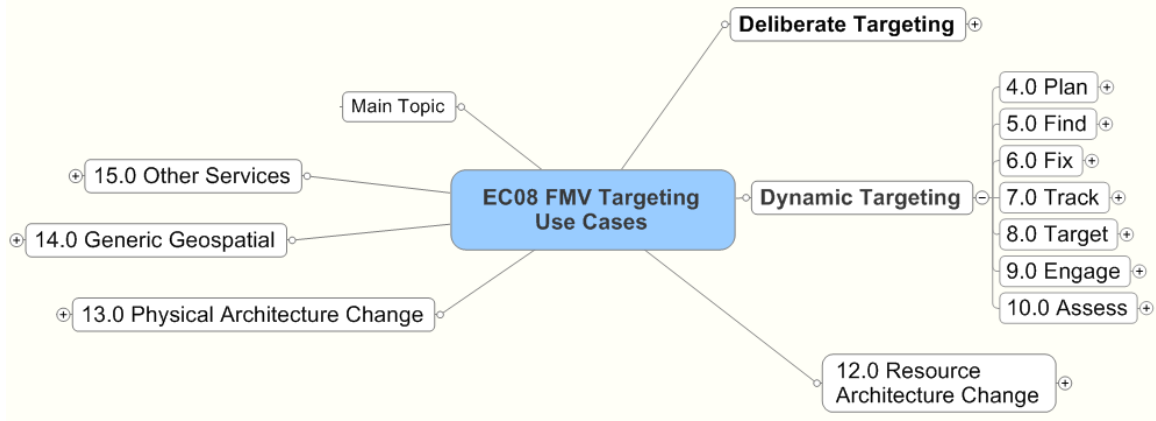 Deliberate Targeting
Main Topic
4.0 Plan
5.0 Find
6.0 Fix
15.0 Other Services
EC08 FMV Targeting
Use Cases
Dynamic Targeting
7.0 Track
8.0 Target
14.0 Generic Geospatial
9.0 Engage
10.0 Assess
13.0 Physical Architecture Change
12.0 Resource
Architecture Change